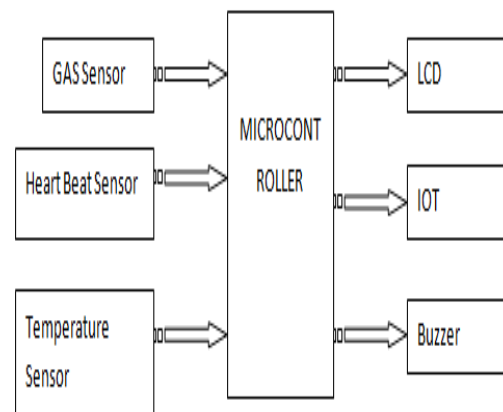 GAS Sensor
Heart Beat Sensor
Temperature
Sensor
MICROCONT
ROLLER
LCD
IOT
Buzzer